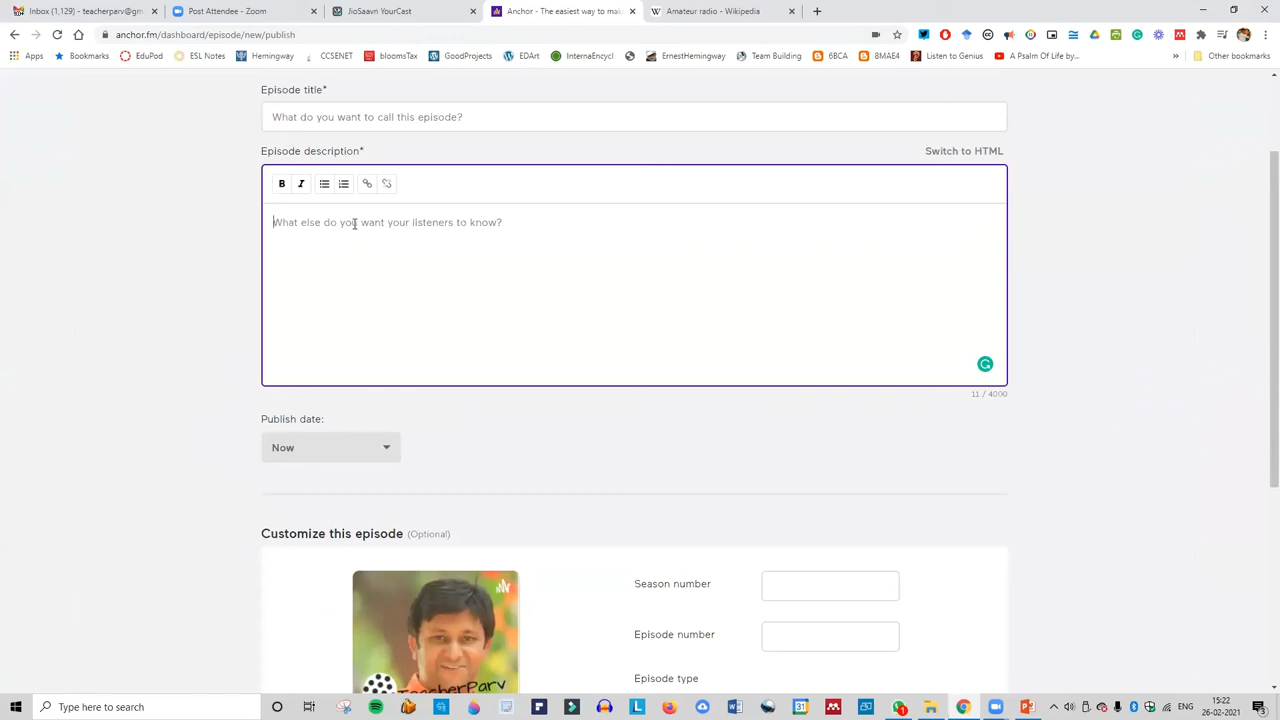 Inbox (1,129) - teacherparv@gm
Post Attendee - Zoom
JioSaavn YourCast
Anchor - The easiest way to mak
Amateur radio - Wikipedia
anchor.fm/dashboard/episode/new/publish
Apps
Bookmarks
EduPod
ESL Notes
Hemingway
CCSENET
bloomsTax
GoodProjects
EDArt
InternaEncycl
ErnestHemingway
Team Building
6BCA
8MAE4
Listen to Genius
A Psalm Of Life by...
Other bookmarks
Episode title*
What do you want to call this episode?
Episode description*
Switch to HTML
B I
What else do you want your listeners to know?
11 / 4000
Publish date:
Now
Customize this episode (Optional)
Season number
Episode number
TeacherParv
Episode type
Type here to search
ENG
15:22
26-02-2021